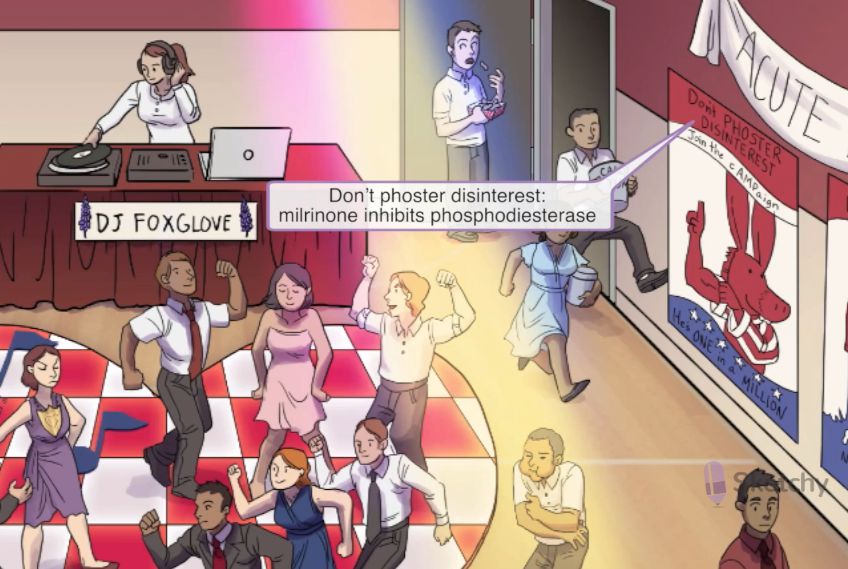 ACUTE
Don't PHOSTER
DISINTEREST
Join the cAMPaign
CA
Don't phoster disinterest:
milrinone inhibits phosphodiesterase
DJ FOXGLOVE
He's ONE in a MILLION
Sketchy